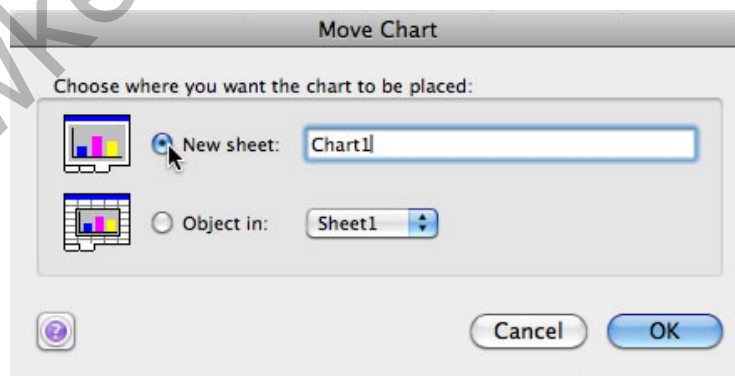 Move Chart
Choose where you want the chart to be placed:
New sheet: Chart1
Object in: Sheet1
? Cancel OK